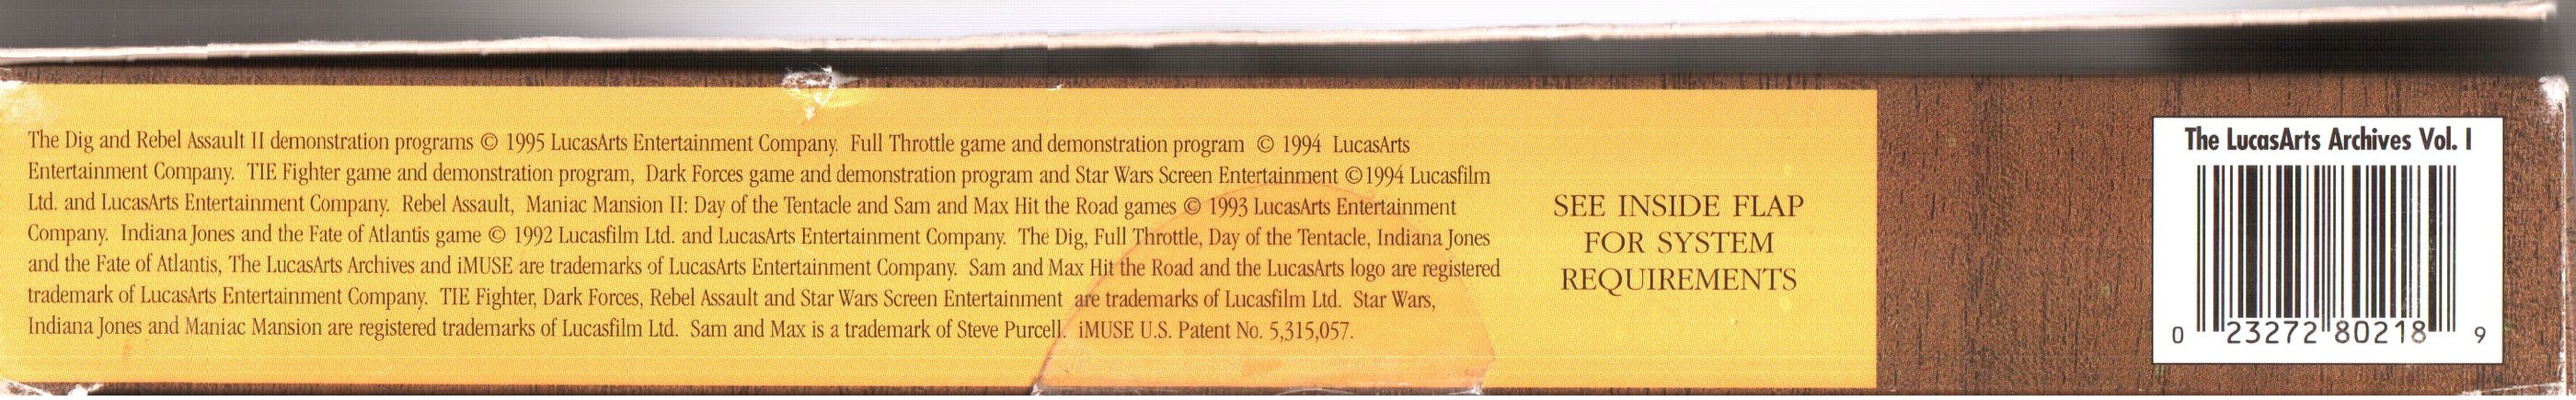 The Dig and Rebel Assault II demonstration programs © 1995 LucasArts Entertainment Company. Full Throttle game and demonstration program © 1994 LucasArts
Entertainment Company. TIE Fighter game and demonstration program, Dark Forces game and demonstration program and Star Wars Screen Entertainment ©1994 Lucasfilm
Ltd. and LucasArts Entertainment Company. Rebel Assault, Maniac Mansion II: Day of the Tentacle and Sam and Max Hit the Road games © 1993 LucasArts Entertainment
Company. Indiana Jones and the Fate of Atlantis game © 1992 Lucasfilm Ltd. and LucasArts Entertainment Company. The Dig, Full Throttle, Day of the Tentacle, Indiana Jones
and the Fate of Atlantis, The LucasArts Archives and iMUSE are trademarks of LucasArts Entertainment Company. Sam and Max Hit the Road and the LucasArts logo are registered
trademark of LucasArts Entertainment Company. TIE Fighter, Dark Forces, Rebel Assault and Star Wars Screen Entertainment are trademarks of Lucasfilm Ltd. Star Wars,
Indiana Jones and Maniac Mansion are registered trademarks of Lucasfilm Ltd. Sam and Max is a trademark of Steve Purcell. iMUSE U.S. Patent No. 5,315,057.
SEE INSIDE FLAP
FOR SYSTEM
REQUIREMENTS
The LucasArts Archives Vol. I
0 23272 80218 9